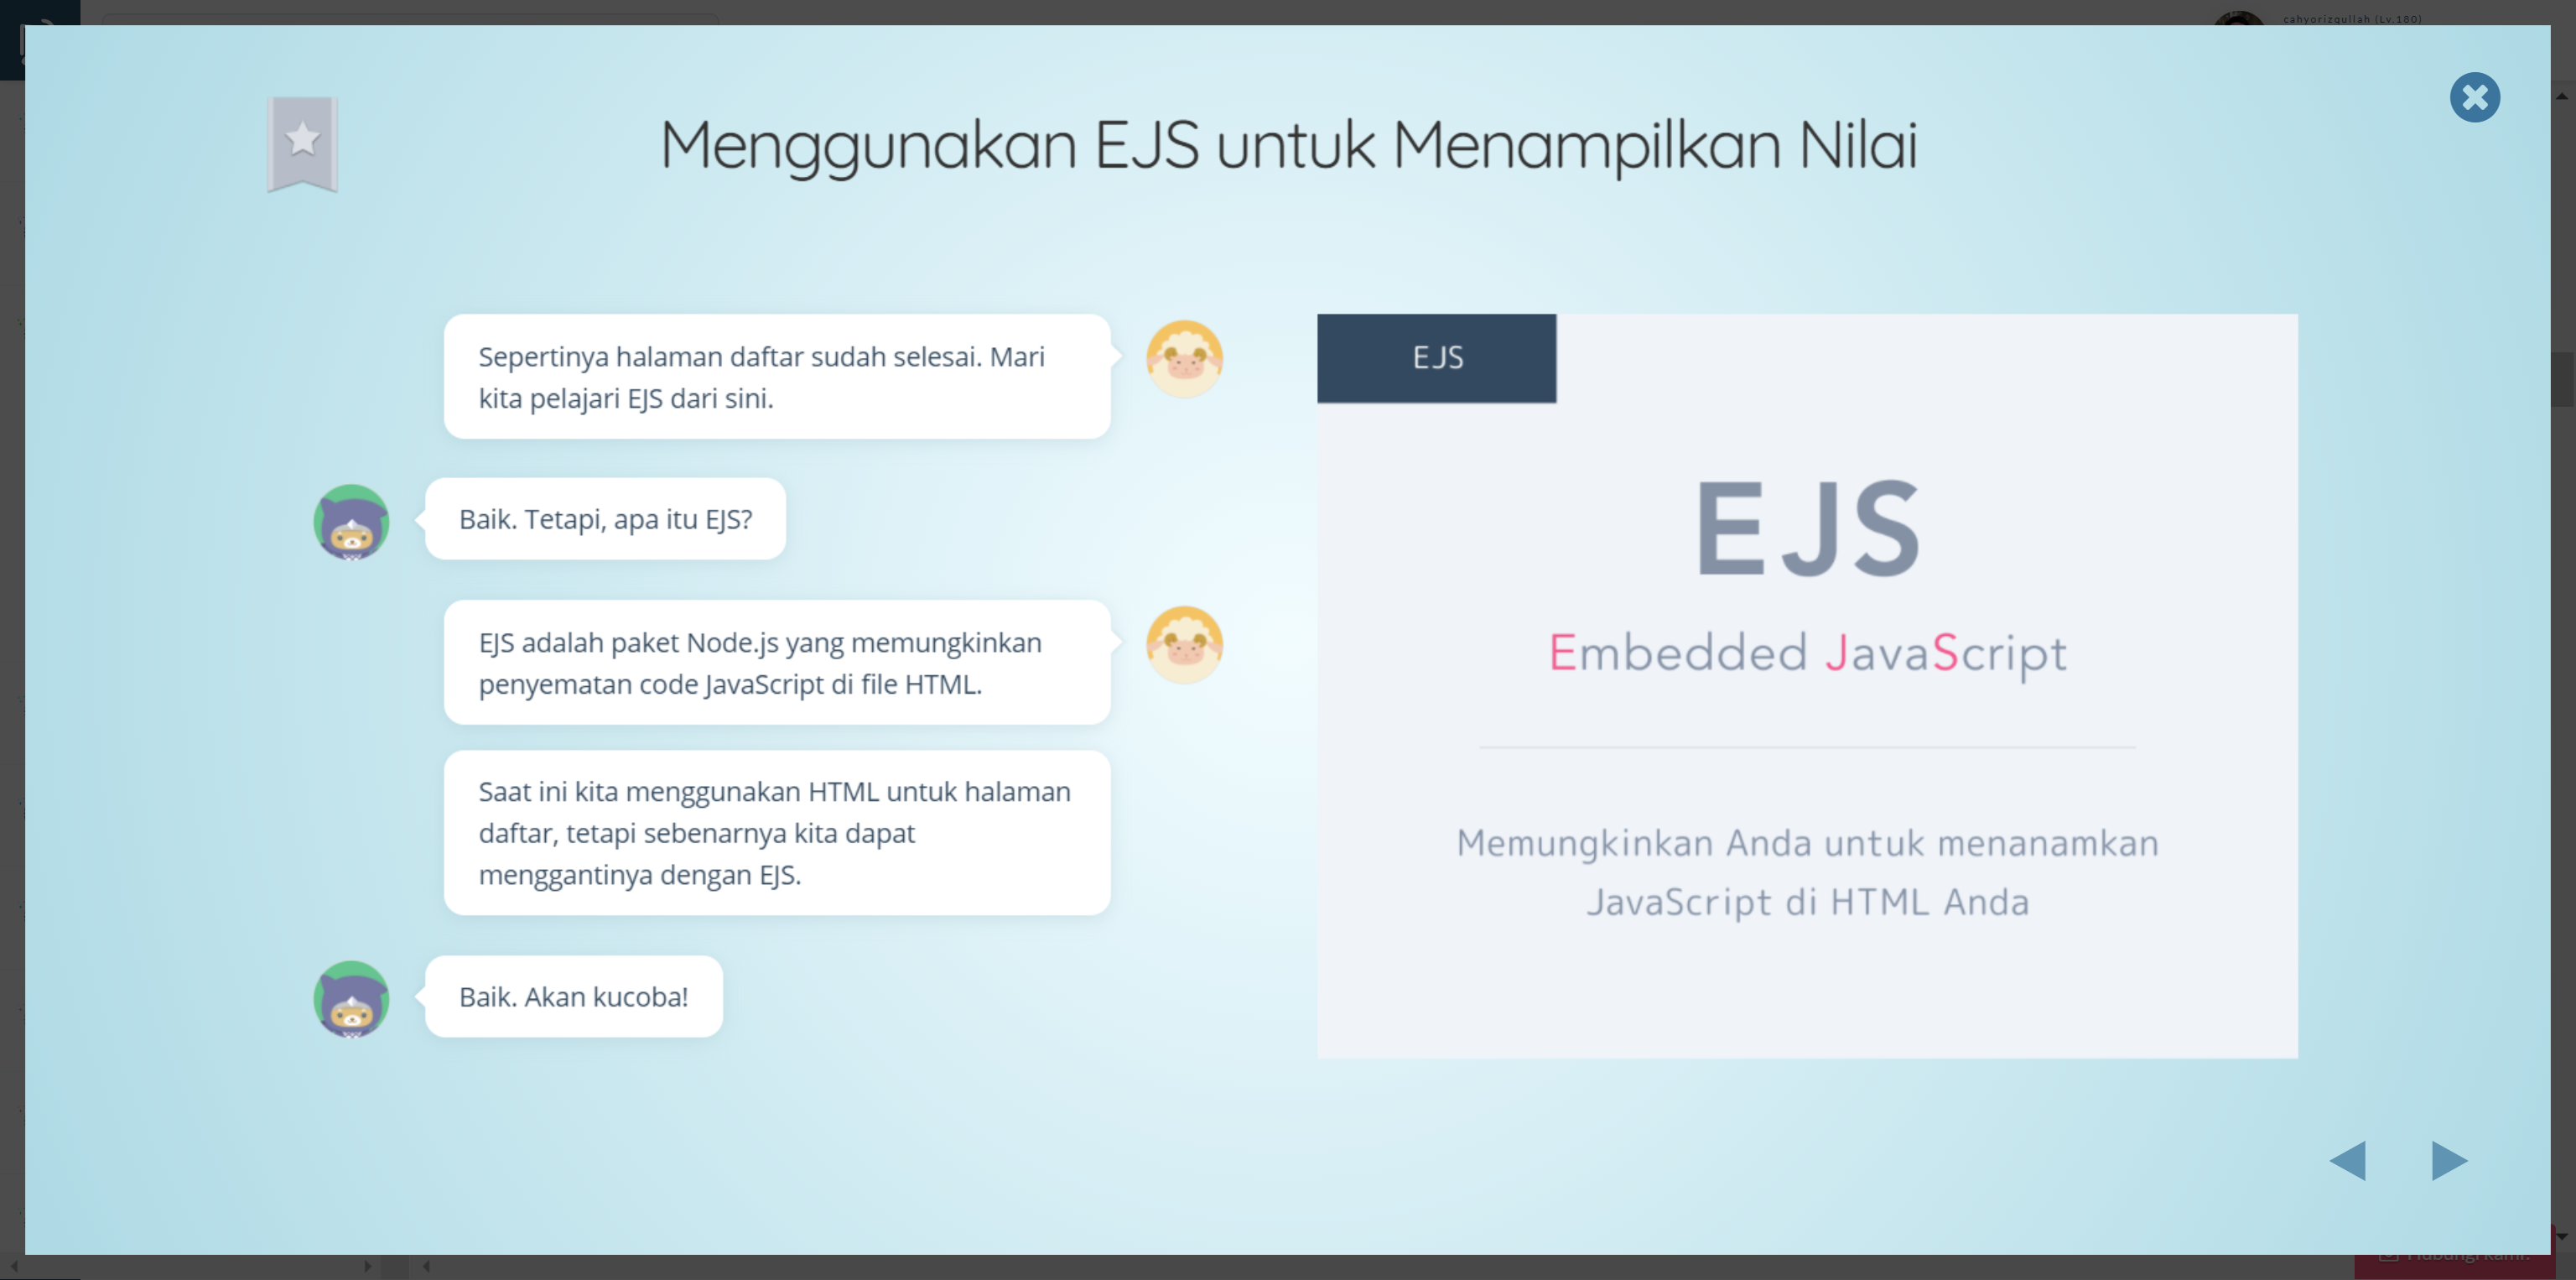 cahyorizqullah (Lv.180)
Menggunakan EJS untuk Menampilkan Nilai
Sepertinya halaman daftar sudah selesai. Mari
kita pelajari EJS dari sini.
Baik. Tetapi, apa itu EJS?
EJS adalah paket Node.js yang memungkinkan
penyematan code JavaScript di file HTML.
Saat ini kita menggunakan HTML untuk halaman
daftar, tetapi sebenarnya kita dapat
menggantinya dengan EJS.
Baik. Akan kucoba!
EJS
EJS
Embedded JavaScript
Memungkinkan Anda untuk menanamkan
JavaScript di HTML Anda